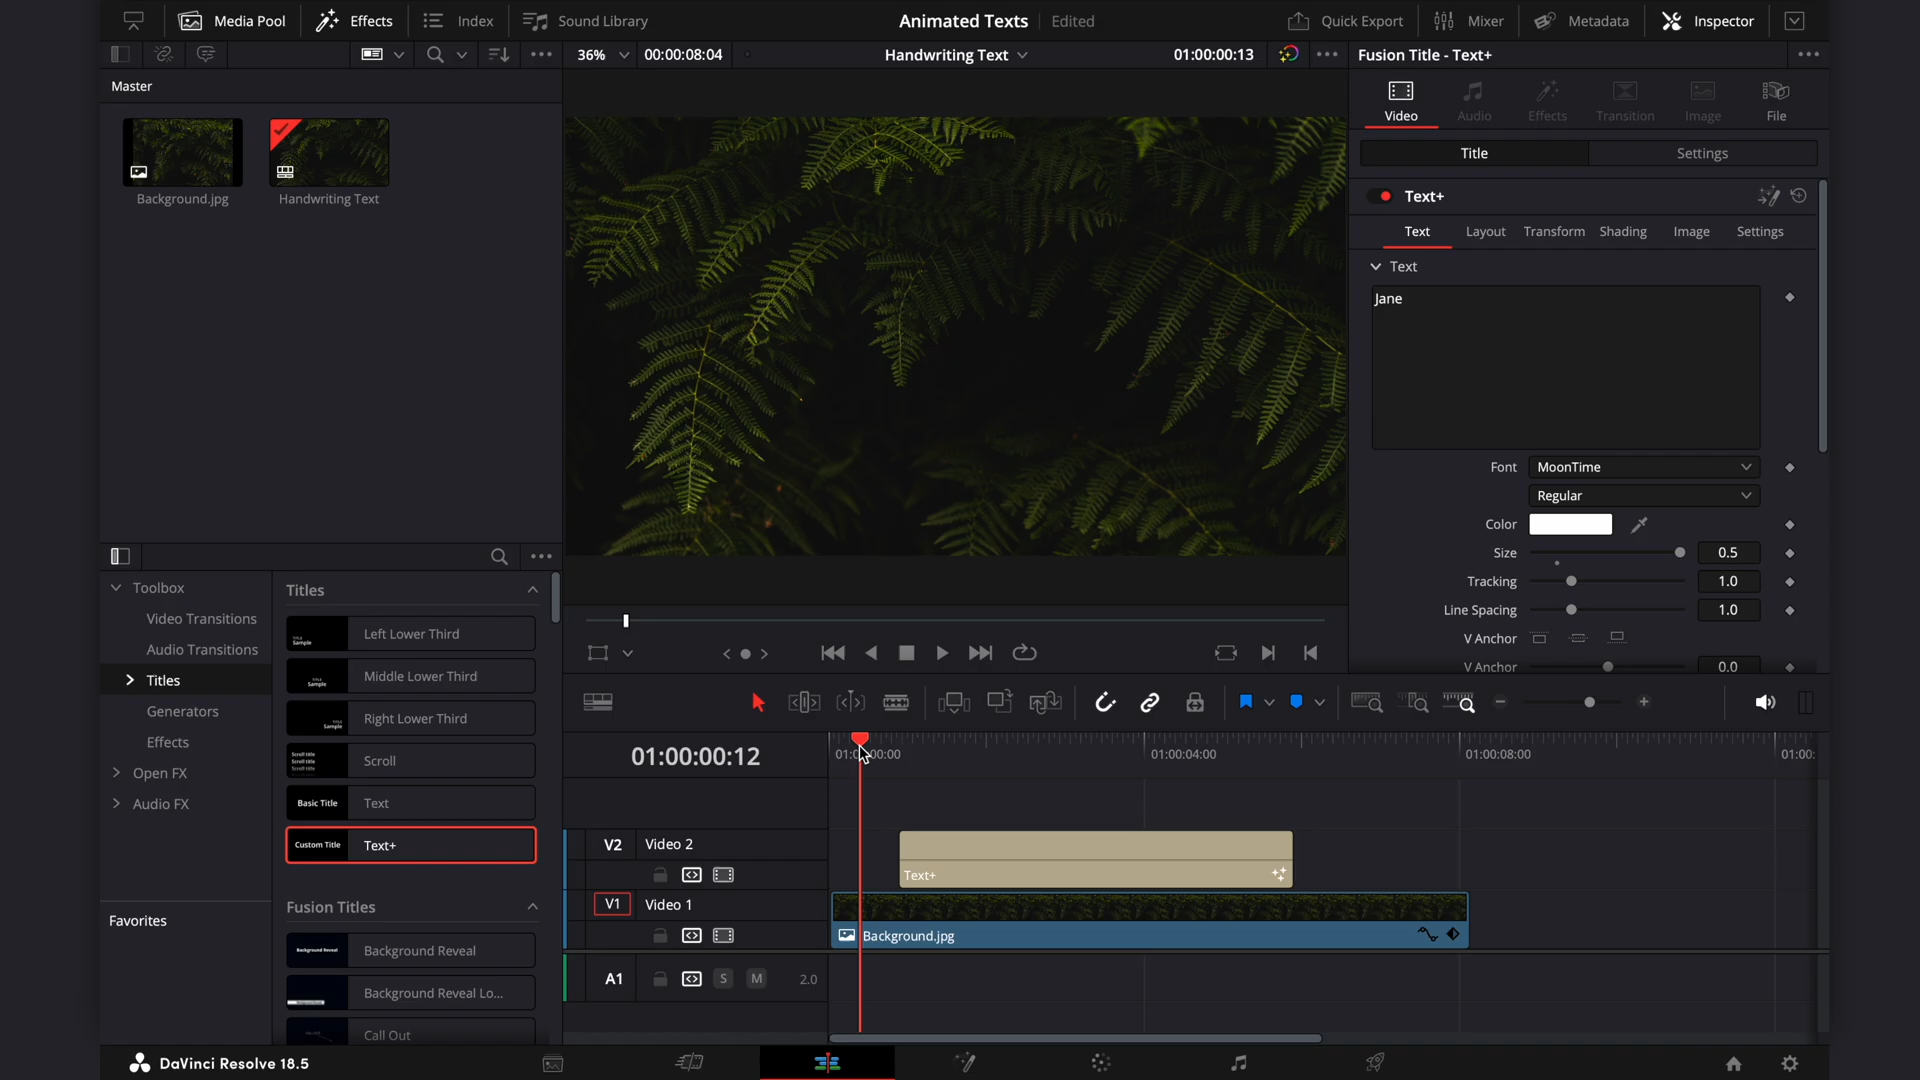 Media Pool
Effects
Index
Sound Library
Animated Texts
Edited
Quick Export
Mixer
Metadata
Inspector
36%
00:00:08:04
Handwriting Text
01:00:00:13
Fusion Title - Text+
Master
Video
Audio
Effects
Transition
Image
File
Title
Settings
Background.jpg
Handwriting Text
Text+
Text
Layout
Transform
Shading
Image
Settings
Text
Jane
Font
MoonTime
Regular
Color
Size
0.5
Tracking
1.0
Line Spacing
1.0
V Anchor
V Anchor
0.0
Toolbox
Video Transitions
Audio Transitions
Titles
Generators
Effects
Open FX
Audio FX
Favorites
Titles
Left Lower Third
Middle Lower Third
Right Lower Third
Scroll
Basic Title
Text
Custom Title
Text+
Fusion Titles
Background Reveal
Background Reveal
Background Reveal Lo...
Call Out
01:00:00:12
01:00:04:00
01:00:08:00
01:00:
V2
Video 2
Text+
V1
Video 1
Background.jpg
A1
S
M
2.0
DaVinci Resolve 18.5